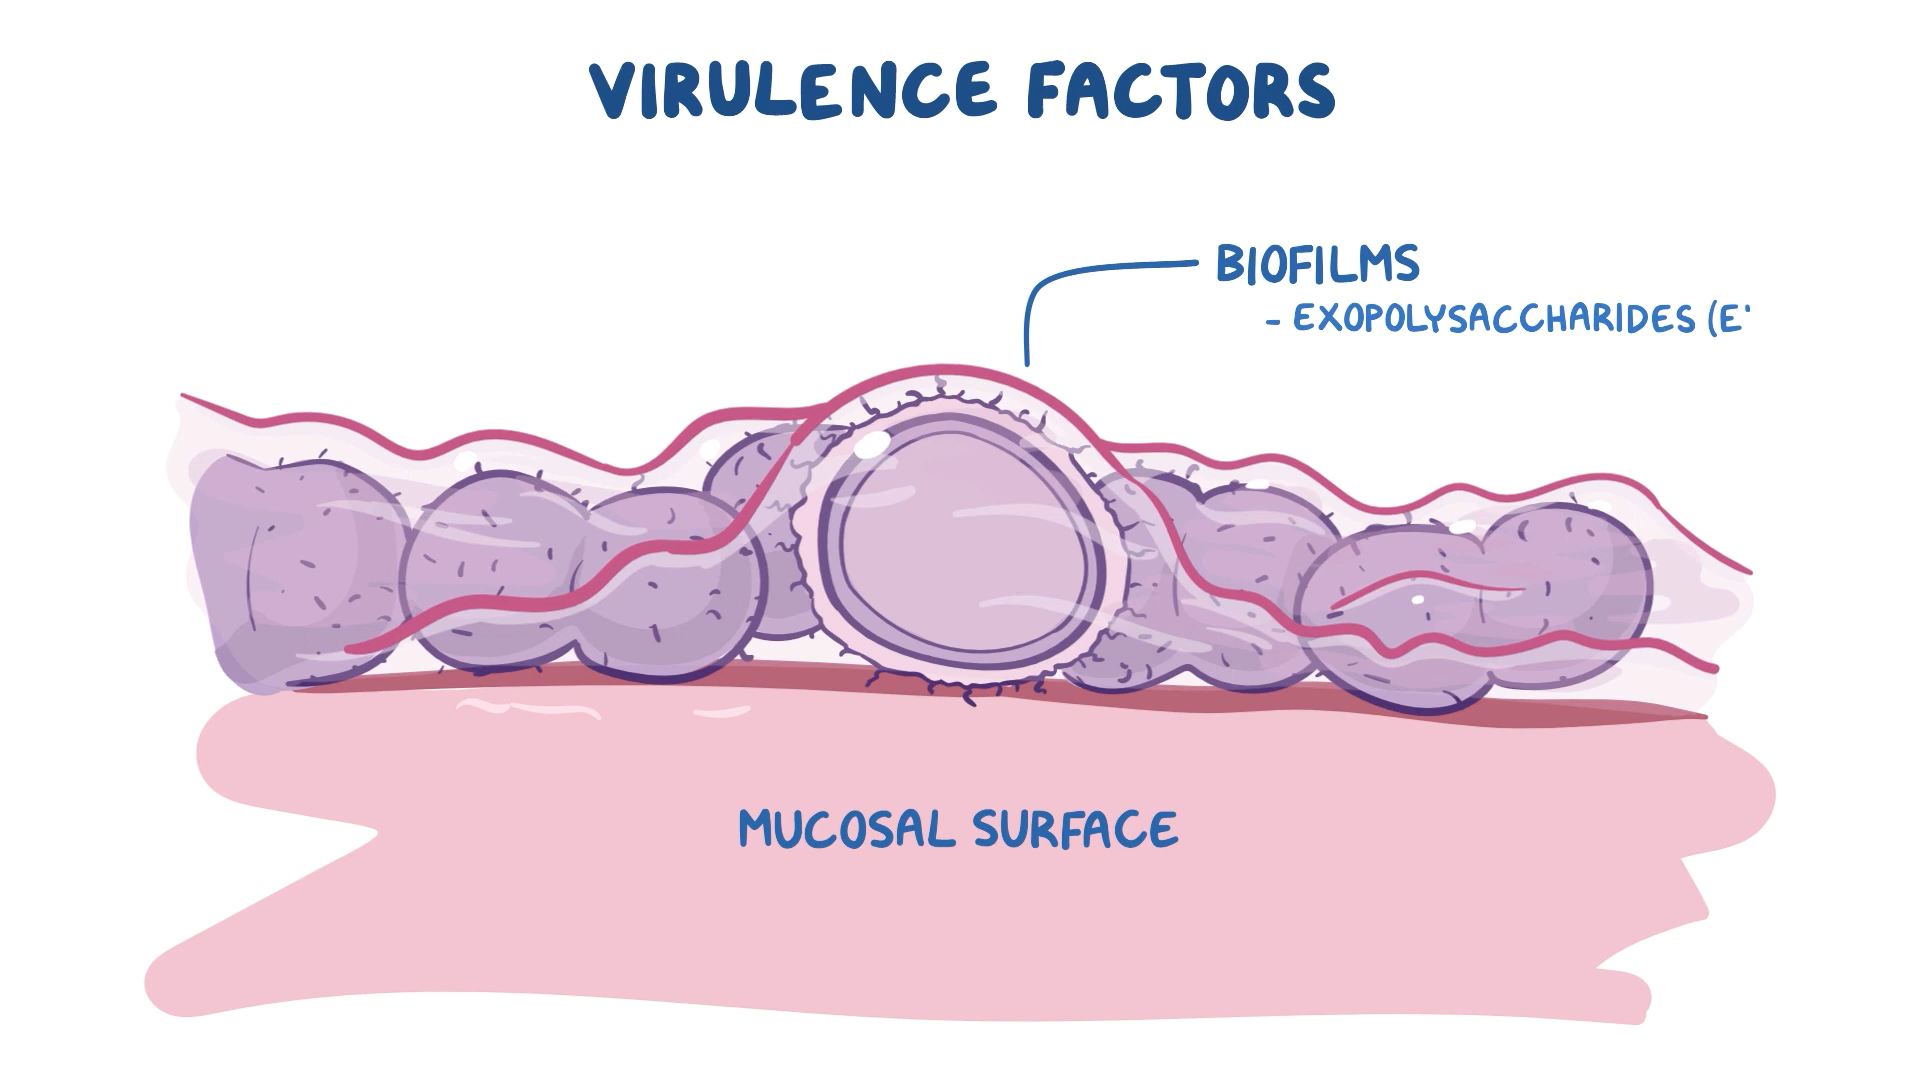 VIRULENCE FACTORS
BIOFILMS
- EXOPOLYSACCHARIDES (E
MUCOSAL SURFACE